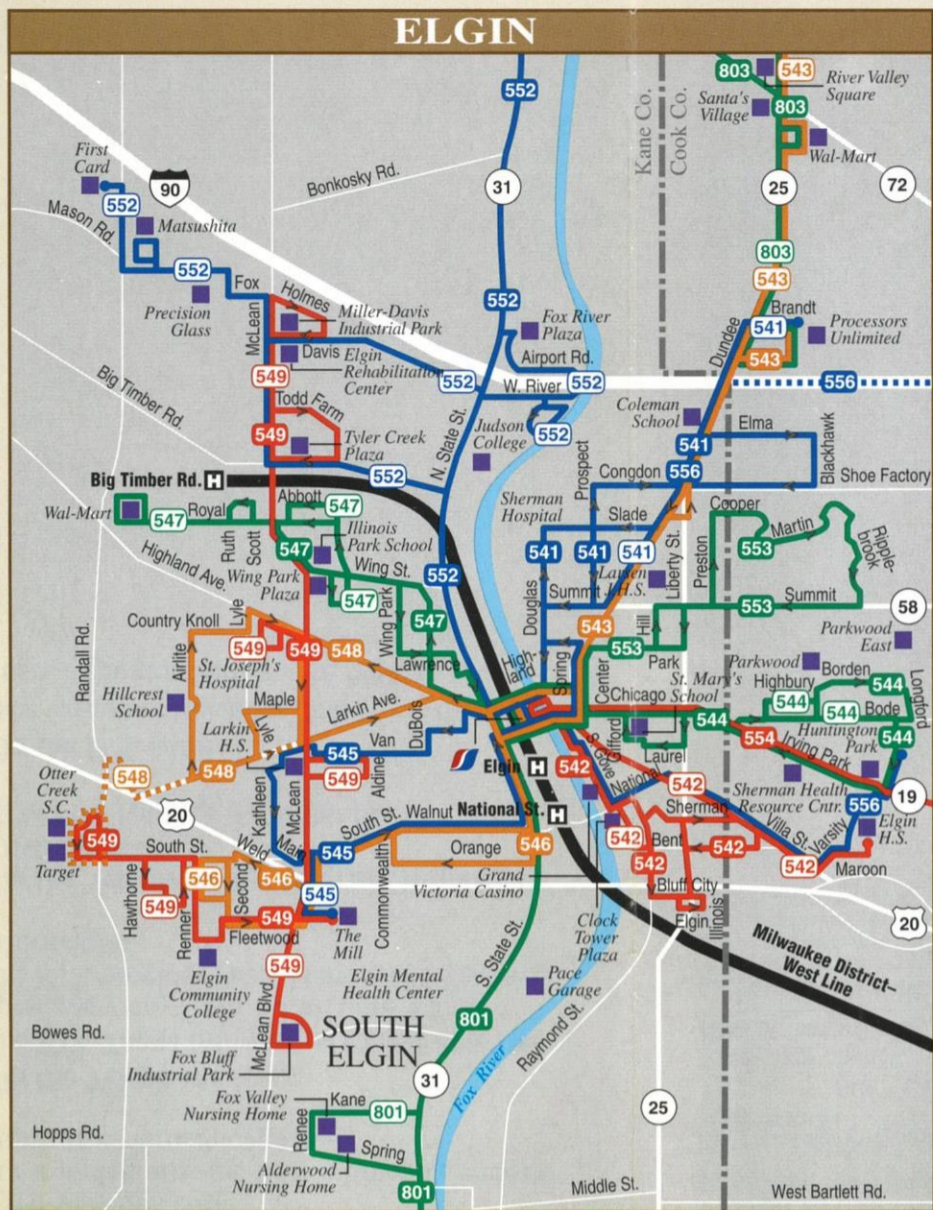 ELGIN
803
543
River Valley
Square
552
Kane Co.
Cook Co.
Santa's
Village
803
Wal-Mart
First
Card
90
Bonkosky Rd.
31
25
72
552
Matsushita
Mason Rd.
552
Fox
803
543
Holmes
552
Precision
Glass
McLean
Miller-Davis
Industrial Park
Fox River
Plaza
Brandt
541
Processors
Unlimited
Davis
Elgin
Rehabilitation
Center
Airport Rd.
Dundee
543
549
552
W. River
552
556
Big Timber Rd.
Todd Farm
N. State St.
552
Coleman
School
549
Tyler Creek
Plaza
Judson
College
541
Elma
Prospect
Blackhawk
552
Congdon
556
Shoe Factory
Big Timber Rd. H
Sherman
Hospital
Abbott
547
Cooper
Wal-Mart
547
Royal
Slade
Martin
Ripple-
brook
Ruth
Scott
547
Illinois
Park School
552
541
541
541
Larsen
J.H.S.
Liberty St.
Preston
553
Highland Ave.
Wing St.
Wing Park
Plaza
547
Wing Park
547
Douglas
Summit
553
Summit
58
Country Knoll
Lyle
549
549
548
543
Hill
553
Park
Parkwood
East
Randall Rd.
Airlite
St. Joseph's
Hospital
Lawrence
High-
land
Spring
Center
St. Mary's
School
Parkwood
Highbury
Borden
544
Longford
Hillcrest
School
Maple
Larkin Ave.
Chicago
544
544
544
Bode
544
Lyle
Larkin
H.S.
DuBois
Van
Clifford
Laurel
554
Irving Park
Huntington
Park
545
S. Grove
548
548
549
Aldine
Elgin H
542
National
542
Sherman Health
Resource Cntr.
556
19
Otter
Creek
S.C.
20
Kathleen
McLean
National St. H
Sherman
Elgin
H.S.
549
South St.
Walnut
542
Bent
542
Villa St.
Varsity
Target
South St.
Weld
Main
545
Orange
546
542
542
Maroon
546
Second
546
545
Commonwealth
Grand
Victoria Casino
Bluff City
Hawthorne
549
Renner
549
Fleetwood
The
Mill
Clock
Tower
Plaza
Elgin
Illinois
20
Elgin
Community
College
549
Elgin Mental
Health Center
S. State St.
Pace
Garage
Milwaukee District–
West Line
McLean Blvd.
Bowes Rd.
SOUTH
ELGIN
801
Raymond St.
Fox Bluff
Industrial Park
Fox River
31
Fox Valley
Nursing Home
Kane
801
25
Hopps Rd.
Renee
Spring
Alderwood
Nursing Home
801
Middle St.
West Bartlett Rd.